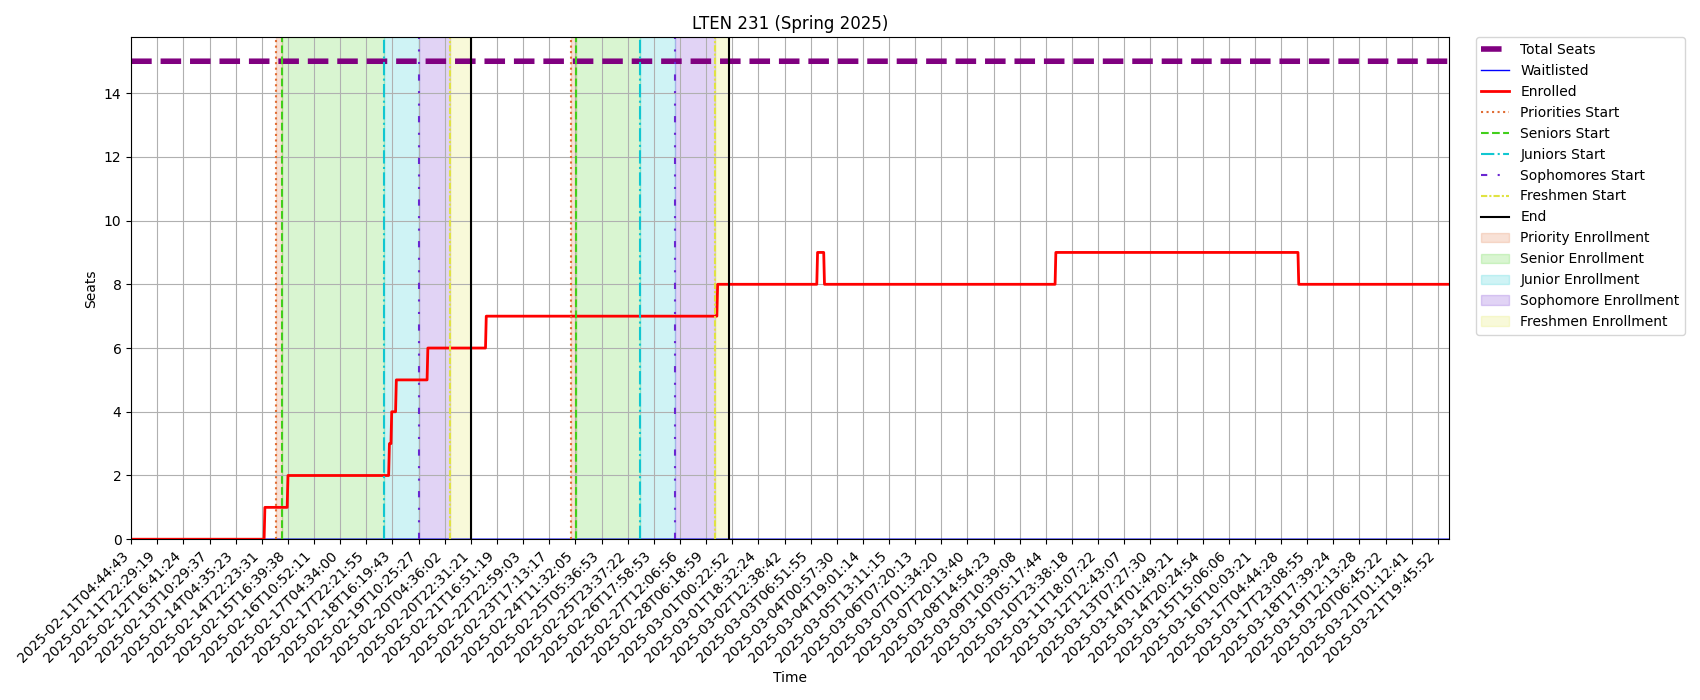 LTEN 231 (Spring 2025)
Total Seats
Waitlisted
Enrolled
Priorities Start
Seniors Start
Juniors Start
Sophomores Start
Freshmen Start
End
Priority Enrollment
Senior Enrollment
Junior Enrollment
Sophomore Enrollment
Freshmen Enrollment
Seats
14
12
10
8
6
4
2
0
2025-02-11T04:44:43
2025-02-11T22:29:19
2025-02-12T16:41:24
2025-02-13T10:29:37
2025-02-14T04:35:23
2025-02-14T22:23:31
2025-02-15T16:39:38
2025-02-16T10:52:11
2025-02-17T04:34:00
2025-02-17T22:21:55
2025-02-18T16:19:43
2025-02-19T10:25:27
2025-02-20T04:36:02
2025-02-20T22:31:21
2025-02-21T16:51:19
2025-02-22T22:59:03
2025-02-23T17:13:17
2025-02-24T11:32:05
2025-02-25T05:36:53
2025-02-25T23:37:22
2025-02-26T17:58:53
2025-02-27T12:06:56
2025-02-28T06:18:59
2025-03-01T00:22:52
2025-03-01T18:32:24
2025-03-02T12:38:42
2025-03-03T06:51:55
2025-03-04T00:57:30
2025-03-04T19:01:14
2025-03-05T13:11:15
2025-03-06T07:20:13
2025-03-07T01:34:20
2025-03-07T20:13:40
2025-03-08T14:54:23
2025-03-09T10:39:08
2025-03-10T05:17:44
2025-03-10T23:38:18
2025-03-11T18:07:22
2025-03-12T12:43:07
2025-03-13T07:27:30
2025-03-14T01:49:21
2025-03-14T20:24:54
2025-03-15T15:06:06
2025-03-16T10:03:21
2025-03-17T04:44:28
2025-03-17T23:08:55
2025-03-18T17:39:24
2025-03-19T12:13:28
2025-03-20T06:45:22
2025-03-21T01:12:41
2025-03-21T19:45:52
Time